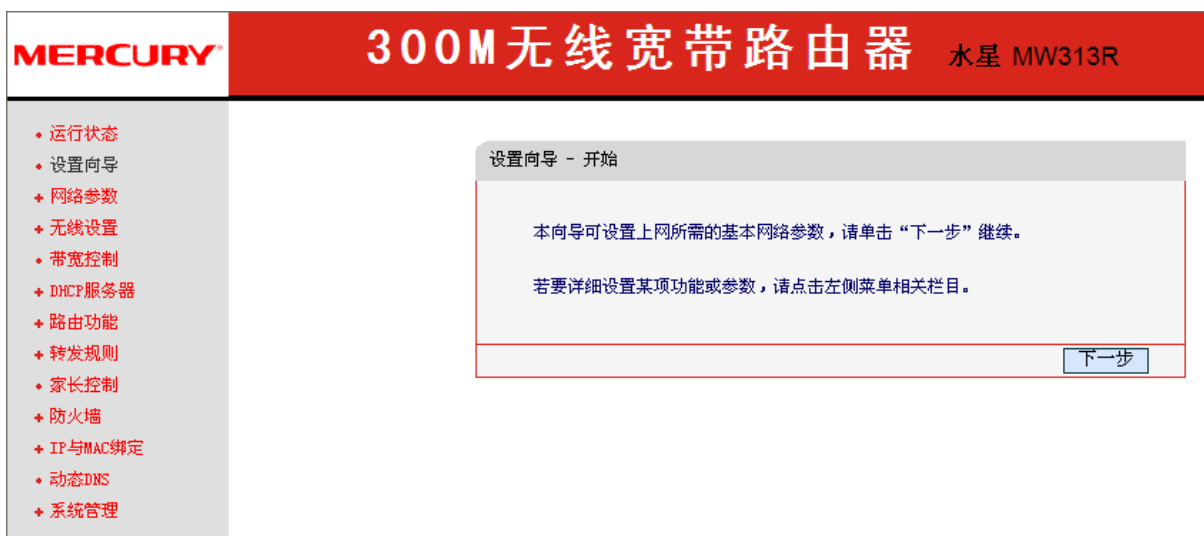 MERCURY®
300M无线宽带路由器 水星 MW313R
运行状态
设置向导
网络参数
无线设置
带宽控制
DHCP服务器
路由功能
转发规则
家长控制
防火墙
IP与MAC绑定
动态DNS
系统管理
设置向导 - 开始
本向导可设置上网所需的基本网络参数，请单击“下一步”继续。
若要详细设置某项功能或参数，请点击左侧菜单相关栏目。
下一步